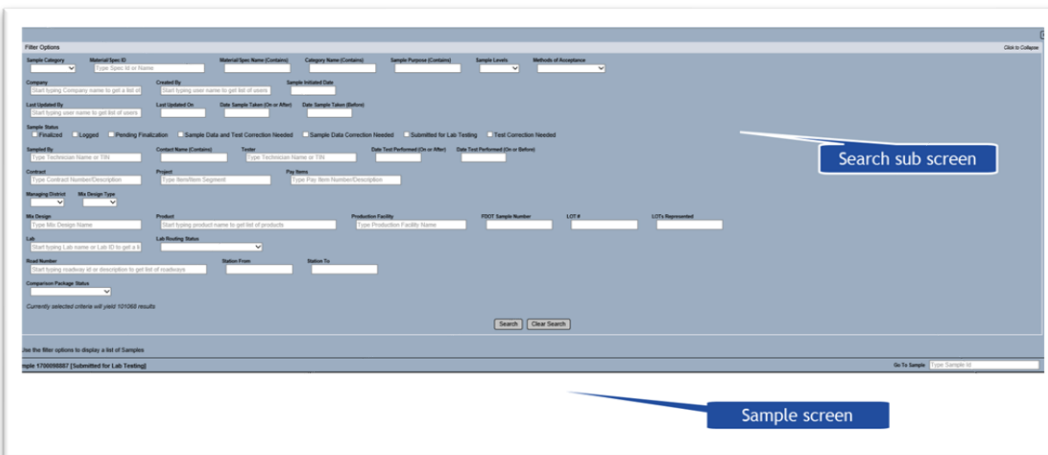 Filter Options Click to Collapse
Sample Category Material Spec ID Material Spec Name (Contains) Category Name (Contains) Sample Purpose (Contains) Sample Levels Methods of Acceptance
Type Spec Id or Name
Company Created By Sample Initiated Date
Start typing Company name to get a list of Start typing user name to get list of users
Last Updated By Last Updated On Date Sample Taken (On or After) Date Sample Taken (Before)
Start typing user name to get list of users
Sample Status
Finalized Logged Pending Finalization Sample Data and Test Correction Needed Sample Data Correction Needed Submitted for Lab Testing Test Correction Needed
Sampled By Contact Name (Contains) Tester Date Test Performed (On or After) Date Test Performed (On or Before)
Type Technician Name or TIN Type Technician Name or TIN
Search sub screen
Contract Project Pay Items
Type Contract Number/Description Type Item/Item Segment Type Pay Item Number/Description
Managing District Mix Design Type
Mix Design Product Production Facility FDOT Sample Number LOT # LOTs Represented
Type Mix Design Name Start typing product name to get list of products Type Production Facility Name
Lab Lab Routing Status
Start typing Lab name or Lab ID to get a li
Road Number Station From Station To
Start typing roadway id or description to get list of roadways
Comparison Package Status
Currently selected criteria will yield 101068 results
Search Clear Search
Use the filter options to display a list of Samples
mple 1700098887 [Submitted for Lab Testing] Go To Sample Type Sample Id
Sample screen